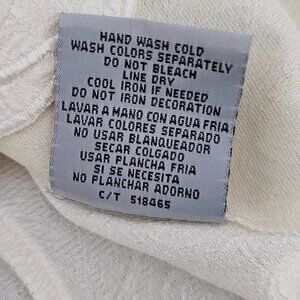 HAND WASH COLD
WASH COLORS SEPARATELY
DO NOT BLEACH
LINE DRY
COOL IRON IF NEEDED
DO NOT IRON DECORATION
LAVAR A MANO CON AGUA FRIA
LAVAR COLORES SEPARADO
NO USAR BLANQUEADOR
SECAR COLGADO
USAR PLANCHA FRIA
SI SE NECESITA
NO PLANCHAR ADORNO
C/T 518465